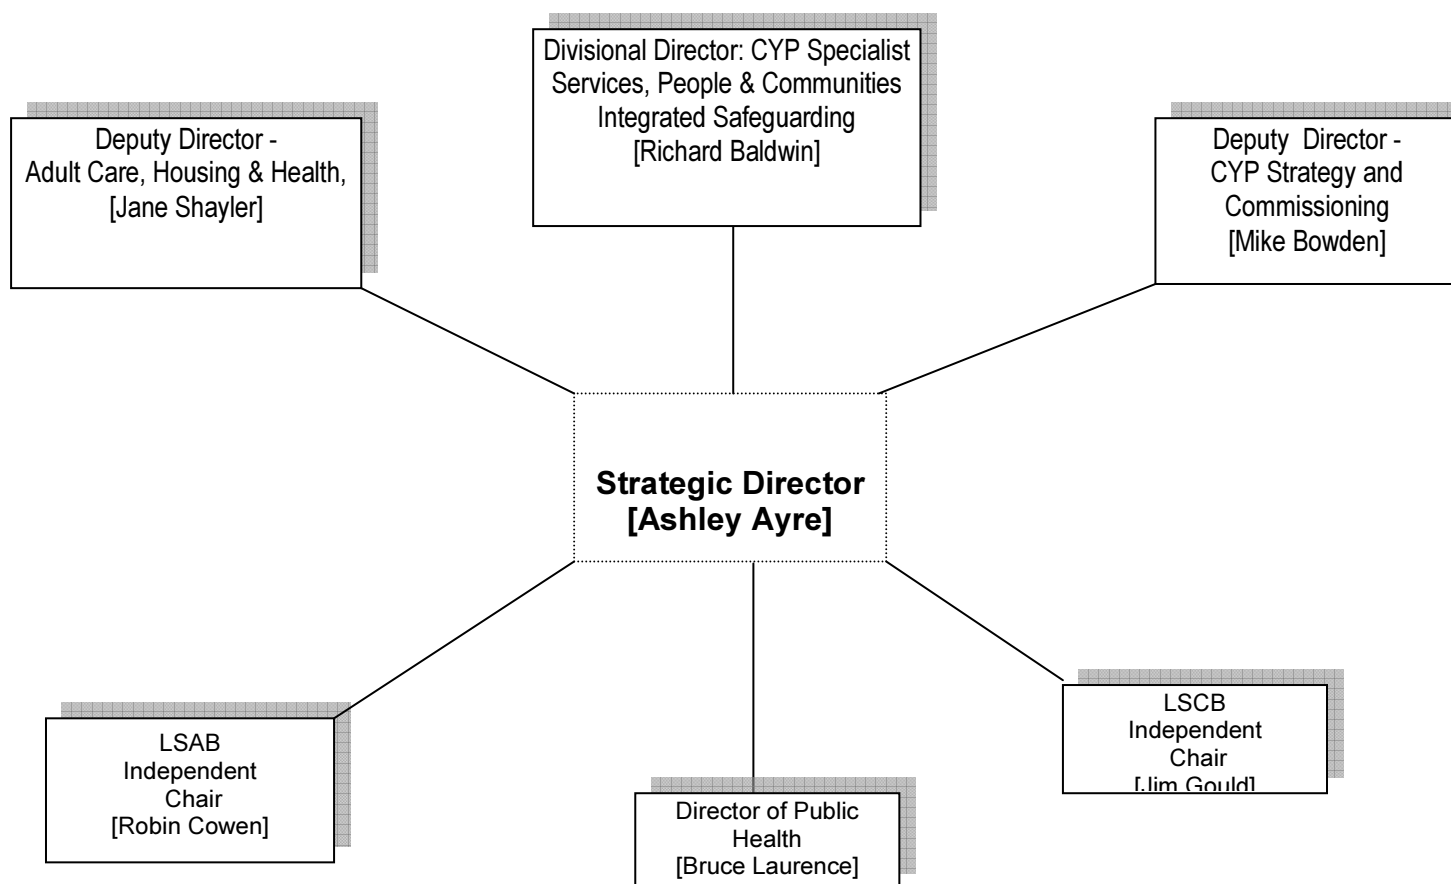 Divisional Director: CYP Specialist
Services, People & Communities
Integrated Safeguarding
[Richard Baldwin]
Deputy Director -
Adult Care, Housing & Health,
[Jane Shayler]
Deputy Director -
CYP Strategy and
Commissioning
[Mike Bowden]
Strategic Director
[Ashley Ayre]
LSAB
Independent
Chair
[Robin Cowen]
Director of Public
Health
[Bruce Laurence]
LSCB
Independent
Chair
[Jim Gould]